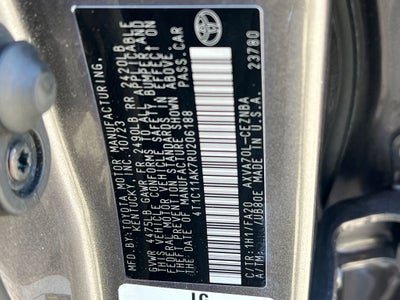 MFD. BY: TOYOTA MOTOR MANUFACTURING,
KENTUCKY, INC. 10/23
GVWR 4475LB GAWR FR 2490LB RR 2420LB
THIS VEHICLE CONFORMS TO ALL APPLICABLE
FEDERAL MOTOR VEHICLE SAFETY, BUMPER, AND
THEFT PREVENTION STANDARDS IN EFFECT ON
THE DATE OF MANUFACTURE SHOWN ABOVE.
4T1C11AK7RU206188 PASS.CAR
C/TR:1H1/FA20 AXVA70L-CEZNBA
A/TM: /UB80E MADE IN U.S.A. 23780